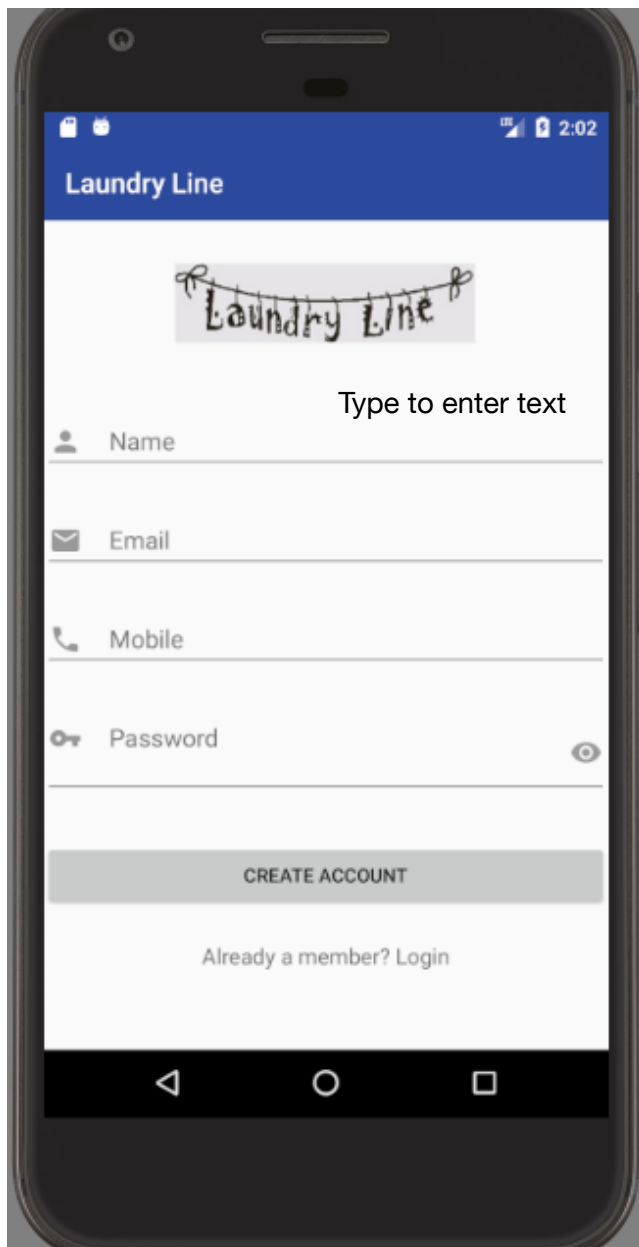 2:02
Laundry Line
Laundry Line
Type to enter text
Name
Email
Mobile
Password
CREATE ACCOUNT
Already a member? Login